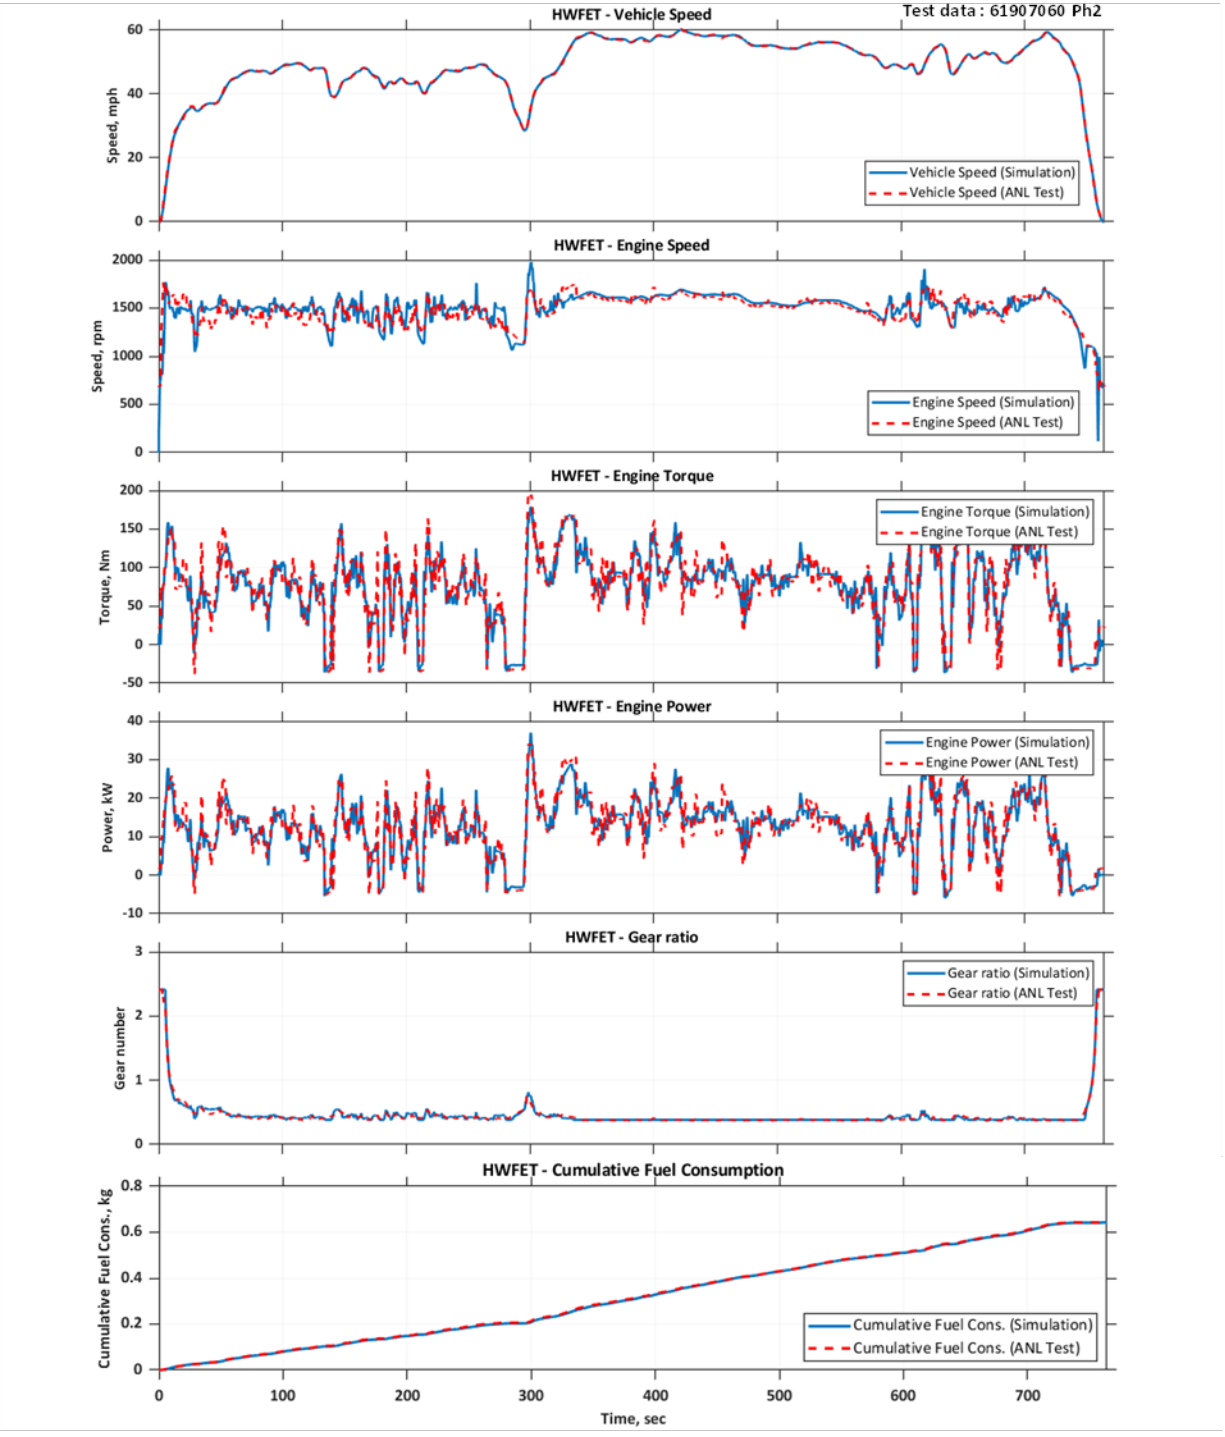 Test data : 61907060 Ph2
HWFET - Vehicle Speed
Speed, mph
60
40
20
0
Vehicle Speed (Simulation)
Vehicle Speed (ANL Test)
HWFET - Engine Speed
Speed, rpm
2000
1500
1000
500
0
Engine Speed (Simulation)
Engine Speed (ANL Test)
HWFET - Engine Torque
Torque, Nm
200
150
100
50
0
-50
Engine Torque (Simulation)
Engine Torque (ANL Test)
HWFET - Engine Power
Power, kW
40
30
20
10
0
-10
Engine Power (Simulation)
Engine Power (ANL Test)
HWFET - Gear ratio
Gear number
3
2
1
0
Gear ratio (Simulation)
Gear ratio (ANL Test)
HWFET - Cumulative Fuel Consumption
Cumulative Fuel Cons., kg
0.8
0.6
0.4
0.2
0
Cumulative Fuel Cons. (Simulation)
Cumulative Fuel Cons. (ANL Test)
0 100 200 300 400 500 600 700
Time, sec